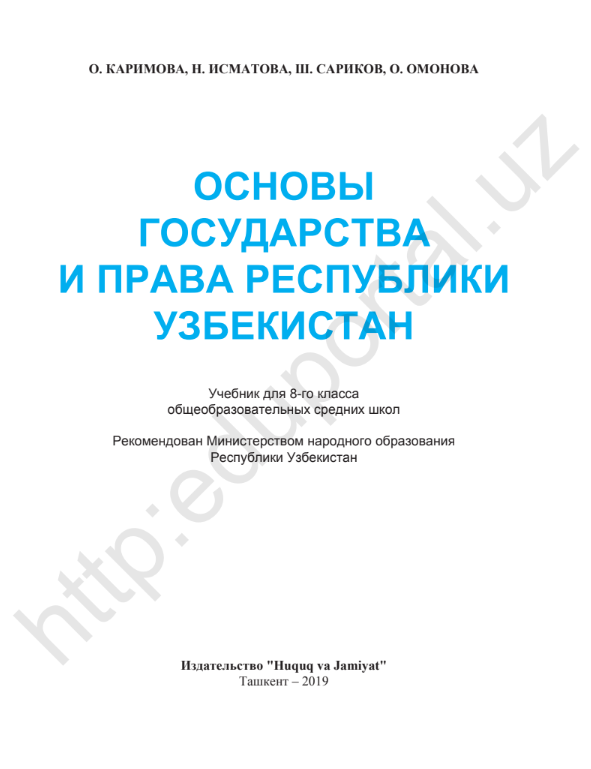 О. КАРИМОВА, Н. ИСМАТОВА, Ш. САРИКОВ, О. ОМОНОВА
ОСНОВЫ
ГОСУДАРСТВА
И ПРАВА РЕСПУБЛИКИ
УЗБЕКИСТАН
Учебник для 8-го класса
общеобразовательных средних школ
Рекомендован Министерством народного образования
Республики Узбекистан
http:eduportal.uz
Издательство "Huquq va Jamiyat"
Ташкент – 2019